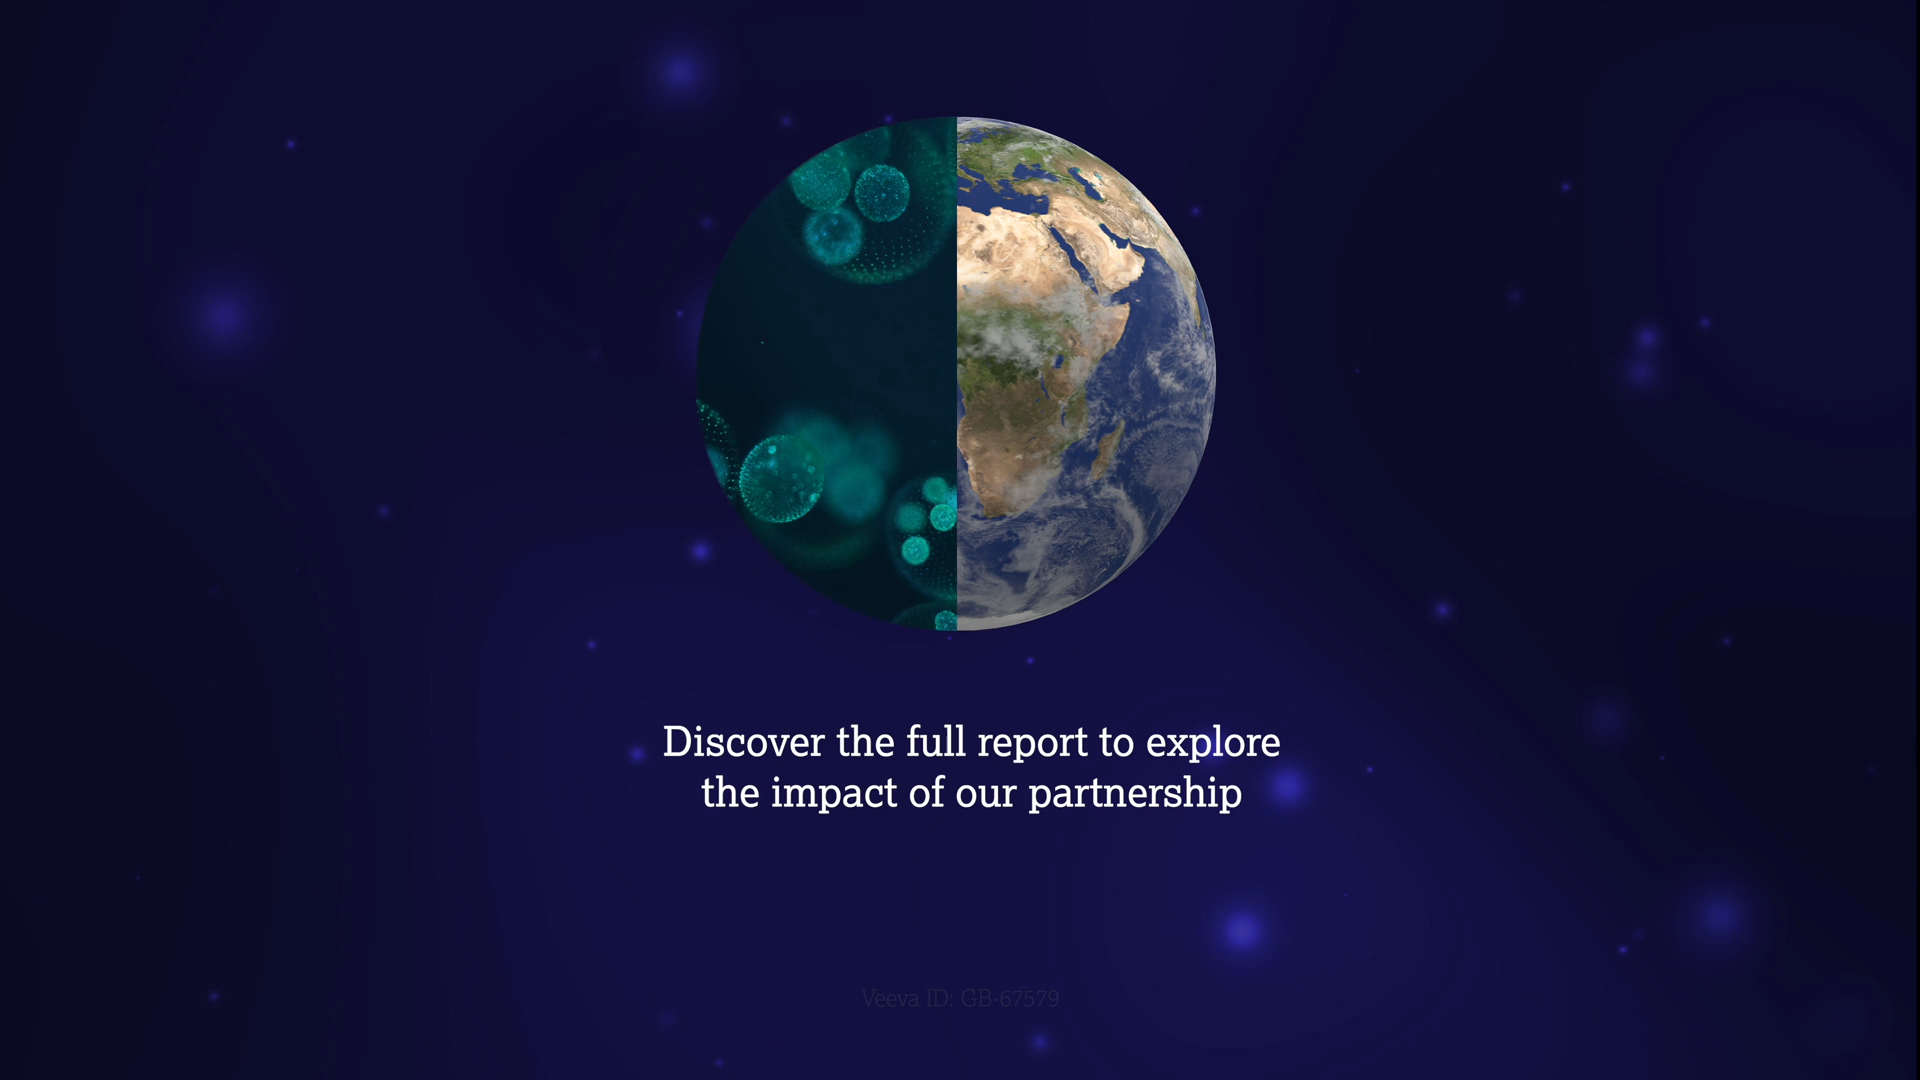 Discover the full report to explore
the impact of our partnership
Veeva ID: GB-67579